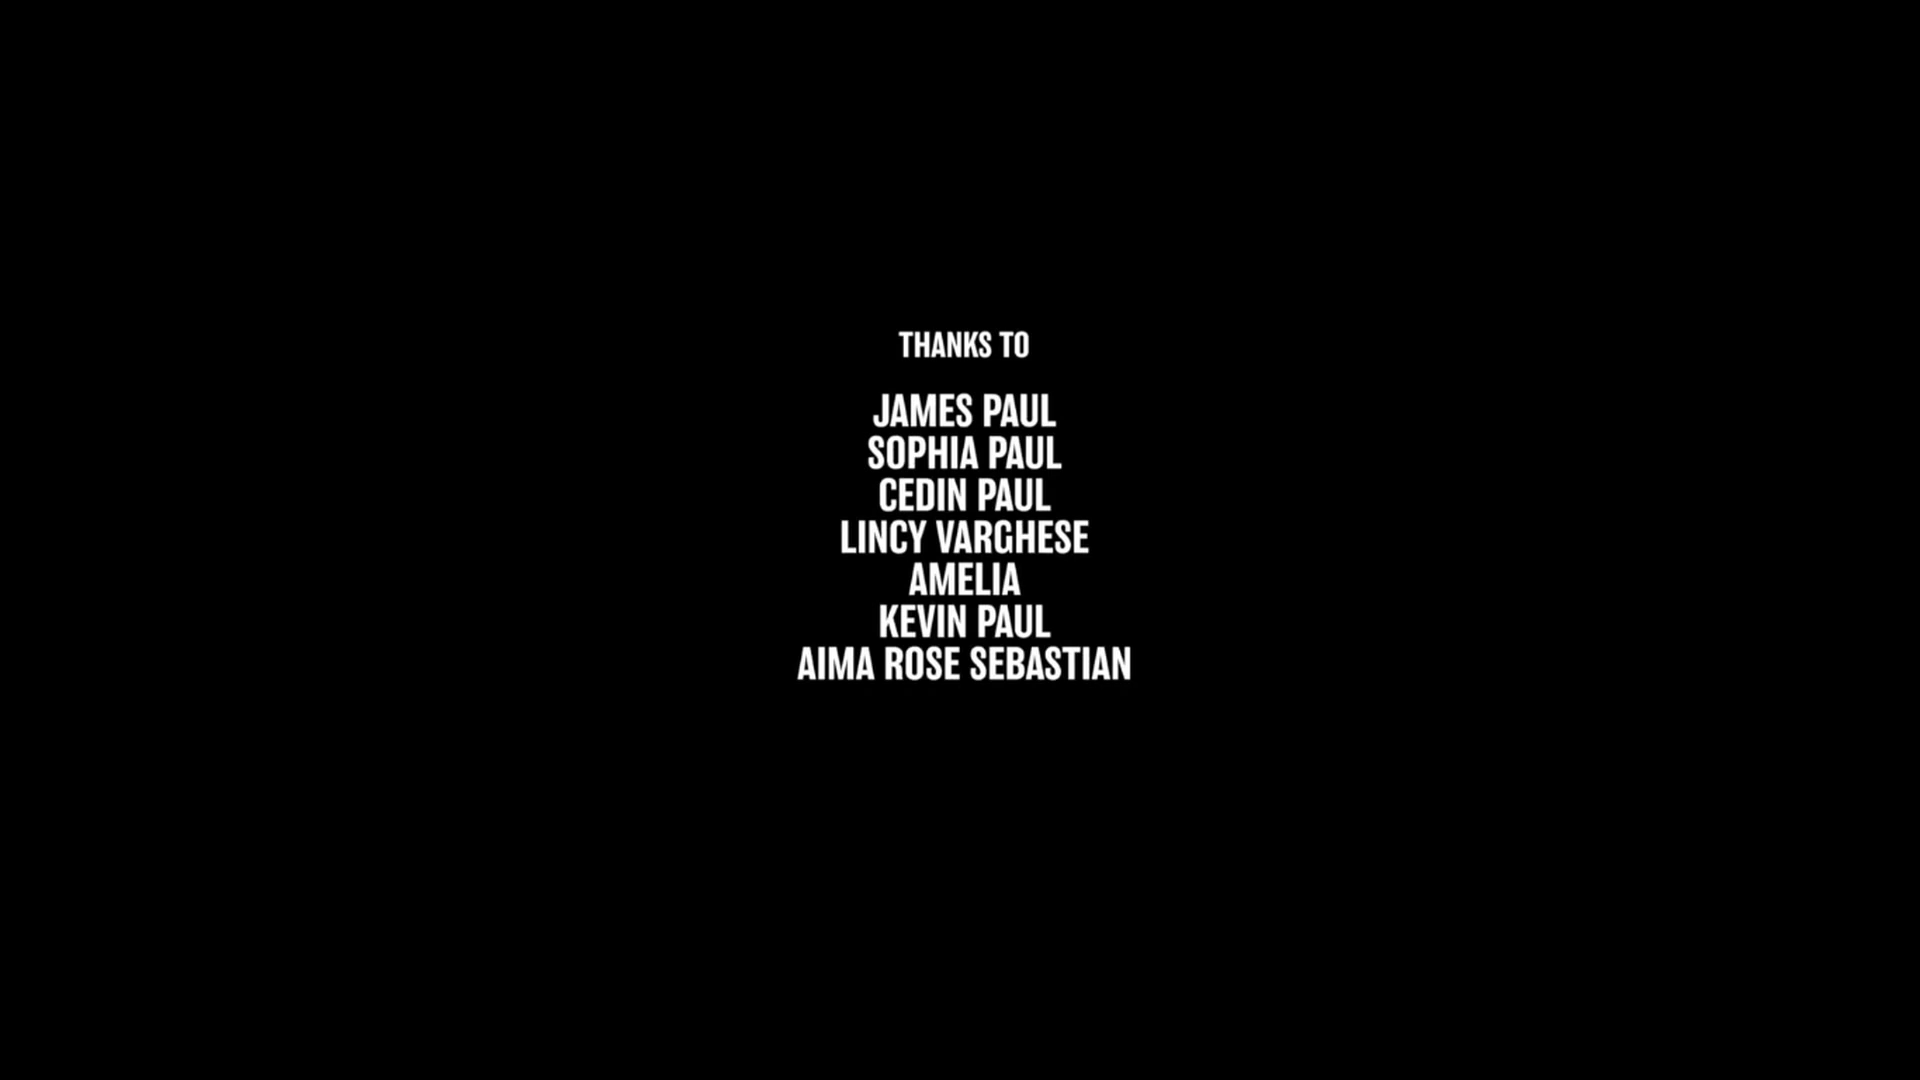 THANKS TO
JAMES PAUL
SOPHIA PAUL
CEDIN PAUL
LINCY VARGHESE
AMELIA
KEVIN PAUL
AIMA ROSE SEBASTIAN